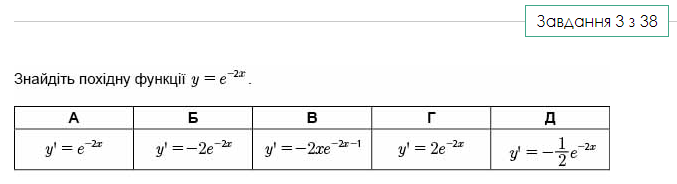 Завдання 3 з 38
Знайдіть похідну функції y = e⁻²ˣ .
А Б В Г Д
y' = e⁻²ˣ y' = −2e⁻²ˣ y' = −2xe⁻²ˣ⁻¹ y' = 2e⁻²ˣ y' = −1/2 e⁻²ˣ